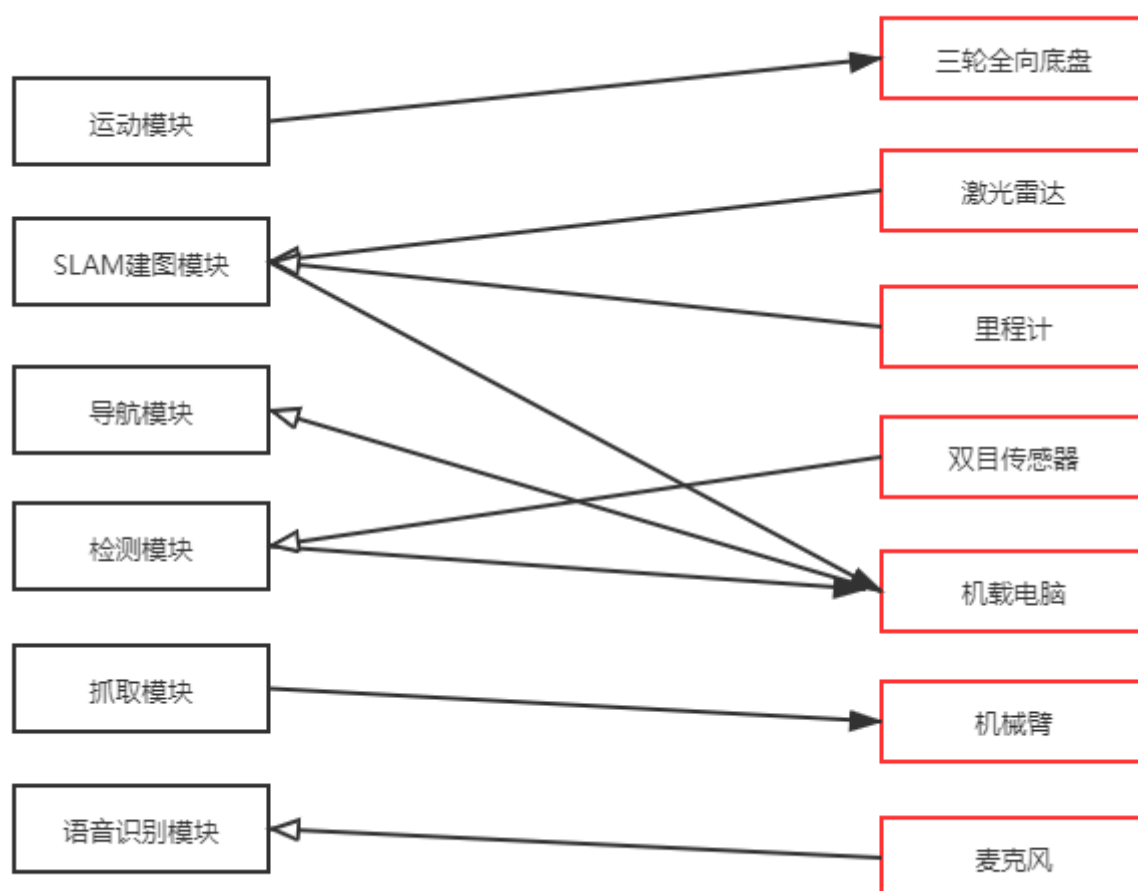 运动模块
SLAM建图模块
导航模块
检测模块
抓取模块
语音识别模块
三轮全向底盘
激光雷达
里程计
双目传感器
机载电脑
机械臂
麦克风